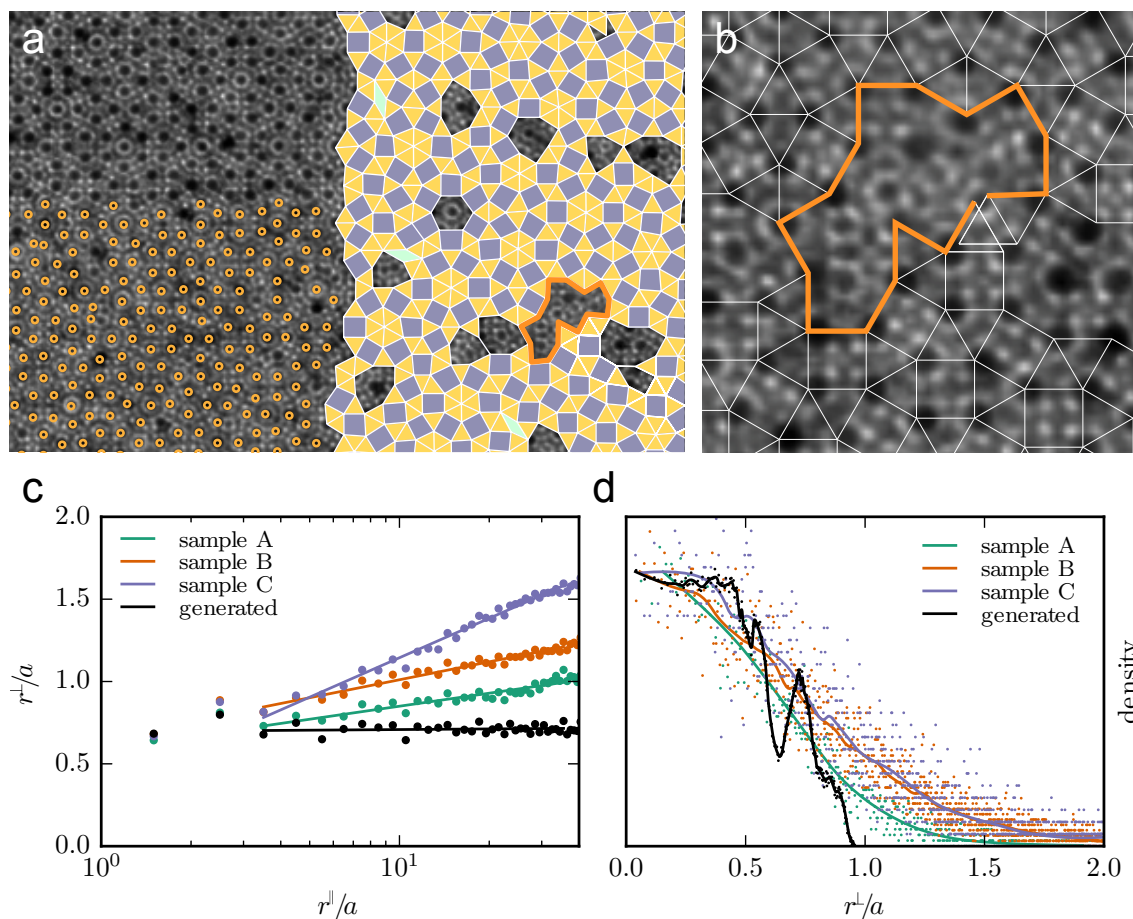 a
b
c
2.0
1.5
1.0
0.5
0.0
r⊥/a
sample A
sample B
sample C
generated
10⁰
10¹
r∥/a
d
sample A
sample B
sample C
generated
density
0.0
0.5
1.0
1.5
2.0
r⊥/a